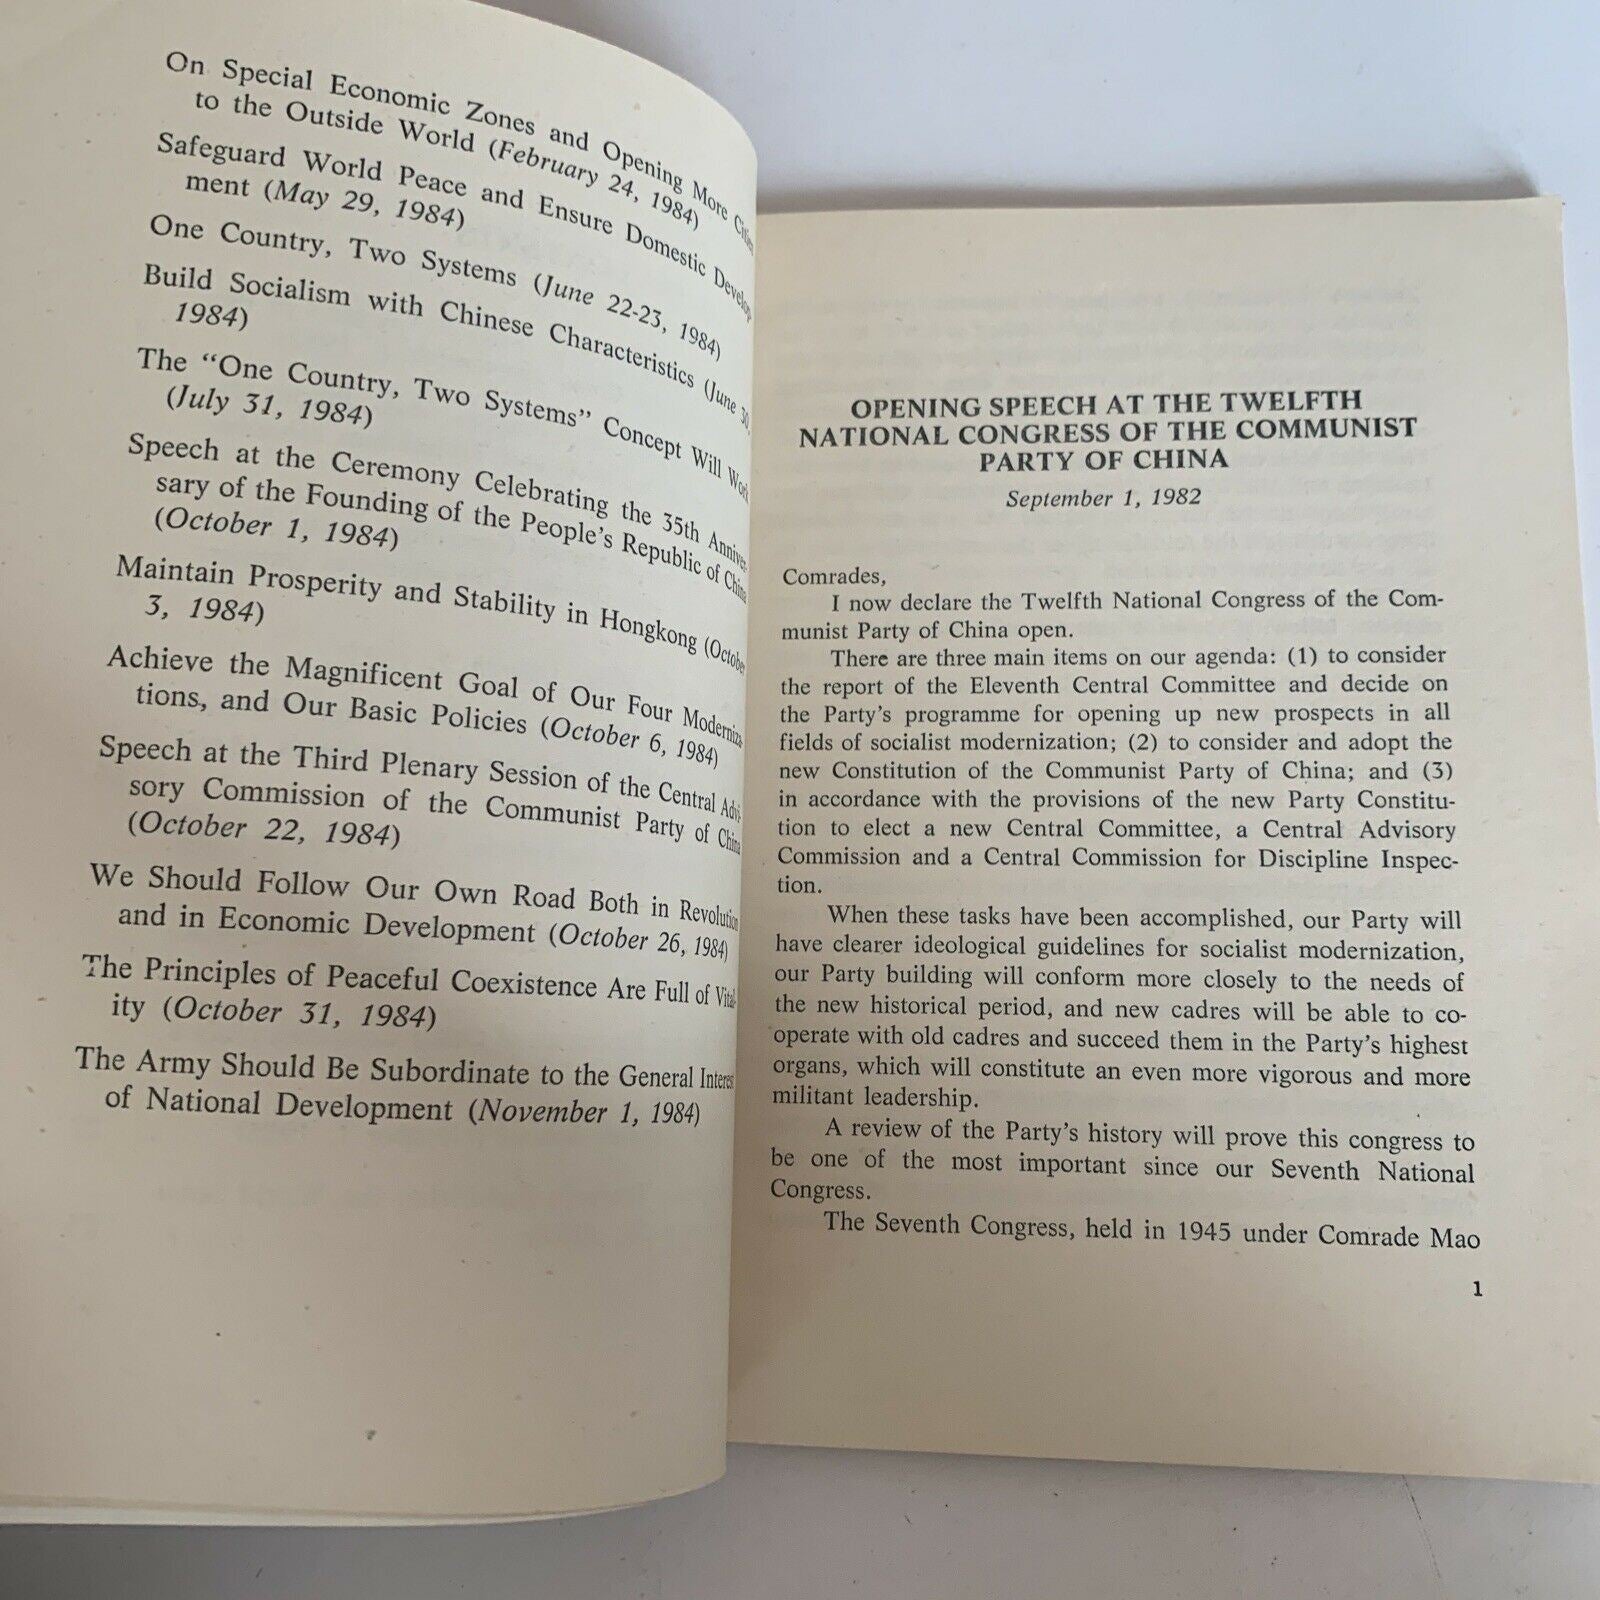 On Special Economic Zones and Opening More Cities
to the Outside World (February 24, 1984)
Safeguard World Peace and Ensure Domestic Develop-
ment (May 29, 1984)
One Country, Two Systems (June 22-23, 1984)
Build Socialism with Chinese Characteristics (June 30,
1984)
The “One Country, Two Systems” Concept Will Work
(July 31, 1984)
Speech at the Ceremony Celebrating the 35th Anniver-
sary of the Founding of the People’s Republic of China
(October 1, 1984)
Maintain Prosperity and Stability in Hongkong (October
3, 1984)
Achieve the Magnificent Goal of Our Four Moderniza-
tions, and Our Basic Policies (October 6, 1984)
Speech at the Third Plenary Session of the Central Advi-
sory Commission of the Communist Party of China
(October 22, 1984)
We Should Follow Our Own Road Both in Revolution
and in Economic Development (October 26, 1984)
The Principles of Peaceful Coexistence Are Full of Vital-
ity (October 31, 1984)
The Army Should Be Subordinate to the General Interest
of National Development (November 1, 1984)
OPENING SPEECH AT THE TWELFTH
NATIONAL CONGRESS OF THE COMMUNIST
PARTY OF CHINA
September 1, 1982
Comrades,
I now declare the Twelfth National Congress of the Com-
munist Party of China open.
There are three main items on our agenda: (1) to consider
the report of the Eleventh Central Committee and decide on
the Party’s programme for opening up new prospects in all
fields of socialist modernization; (2) to consider and adopt the
new Constitution of the Communist Party of China; and (3)
in accordance with the provisions of the new Party Constitu-
tion to elect a new Central Committee, a Central Advisory
Commission and a Central Commission for Discipline Inspec-
tion.
When these tasks have been accomplished, our Party will
have clearer ideological guidelines for socialist modernization,
our Party building will conform more closely to the needs of
the new historical period, and new cadres will be able to co-
operate with old cadres and succeed them in the Party’s highest
organs, which will constitute an even more vigorous and more
militant leadership.
A review of the Party’s history will prove this congress to
be one of the most important since our Seventh National
Congress.
The Seventh Congress, held in 1945 under Comrade Mao
1